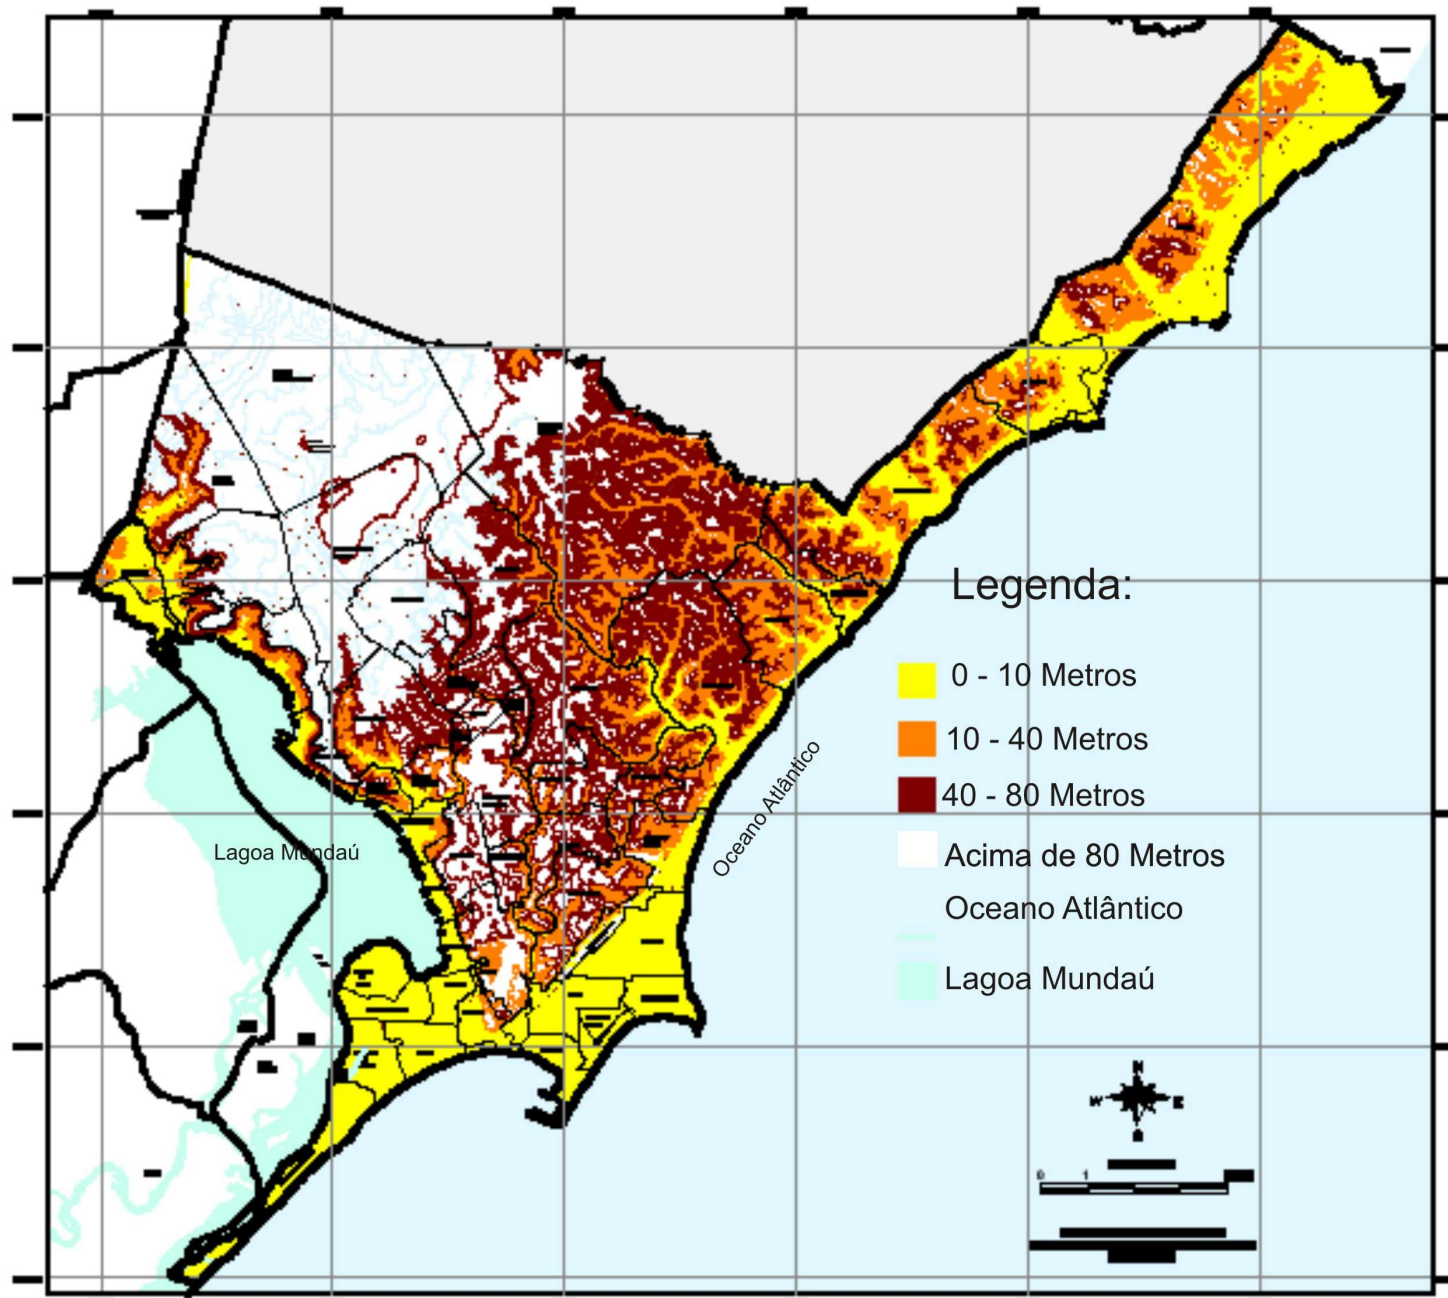 Legenda:
0 - 10 Metros
10 - 40 Metros
40 - 80 Metros
Acima de 80 Metros
Oceano Atlântico
Lagoa Mundaú
Oceano Atlântico
Lagoa Mundaú
N
W E
0 1